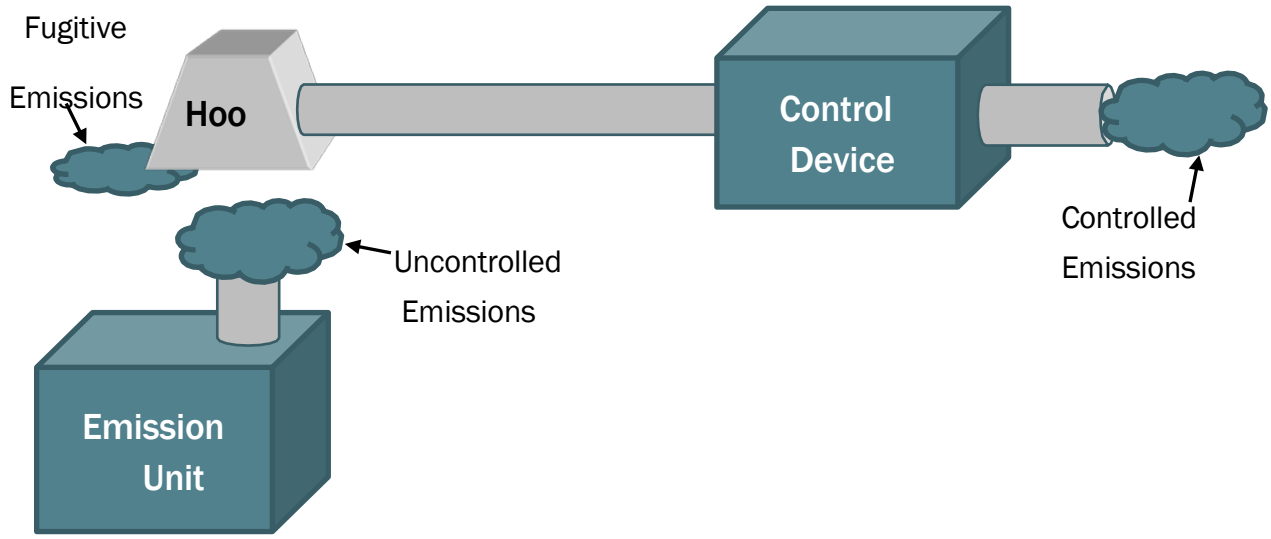 Fugitive
Emissions
Hoo
Control
Device
Controlled
Emissions
Uncontrolled
Emissions
Emission
Unit